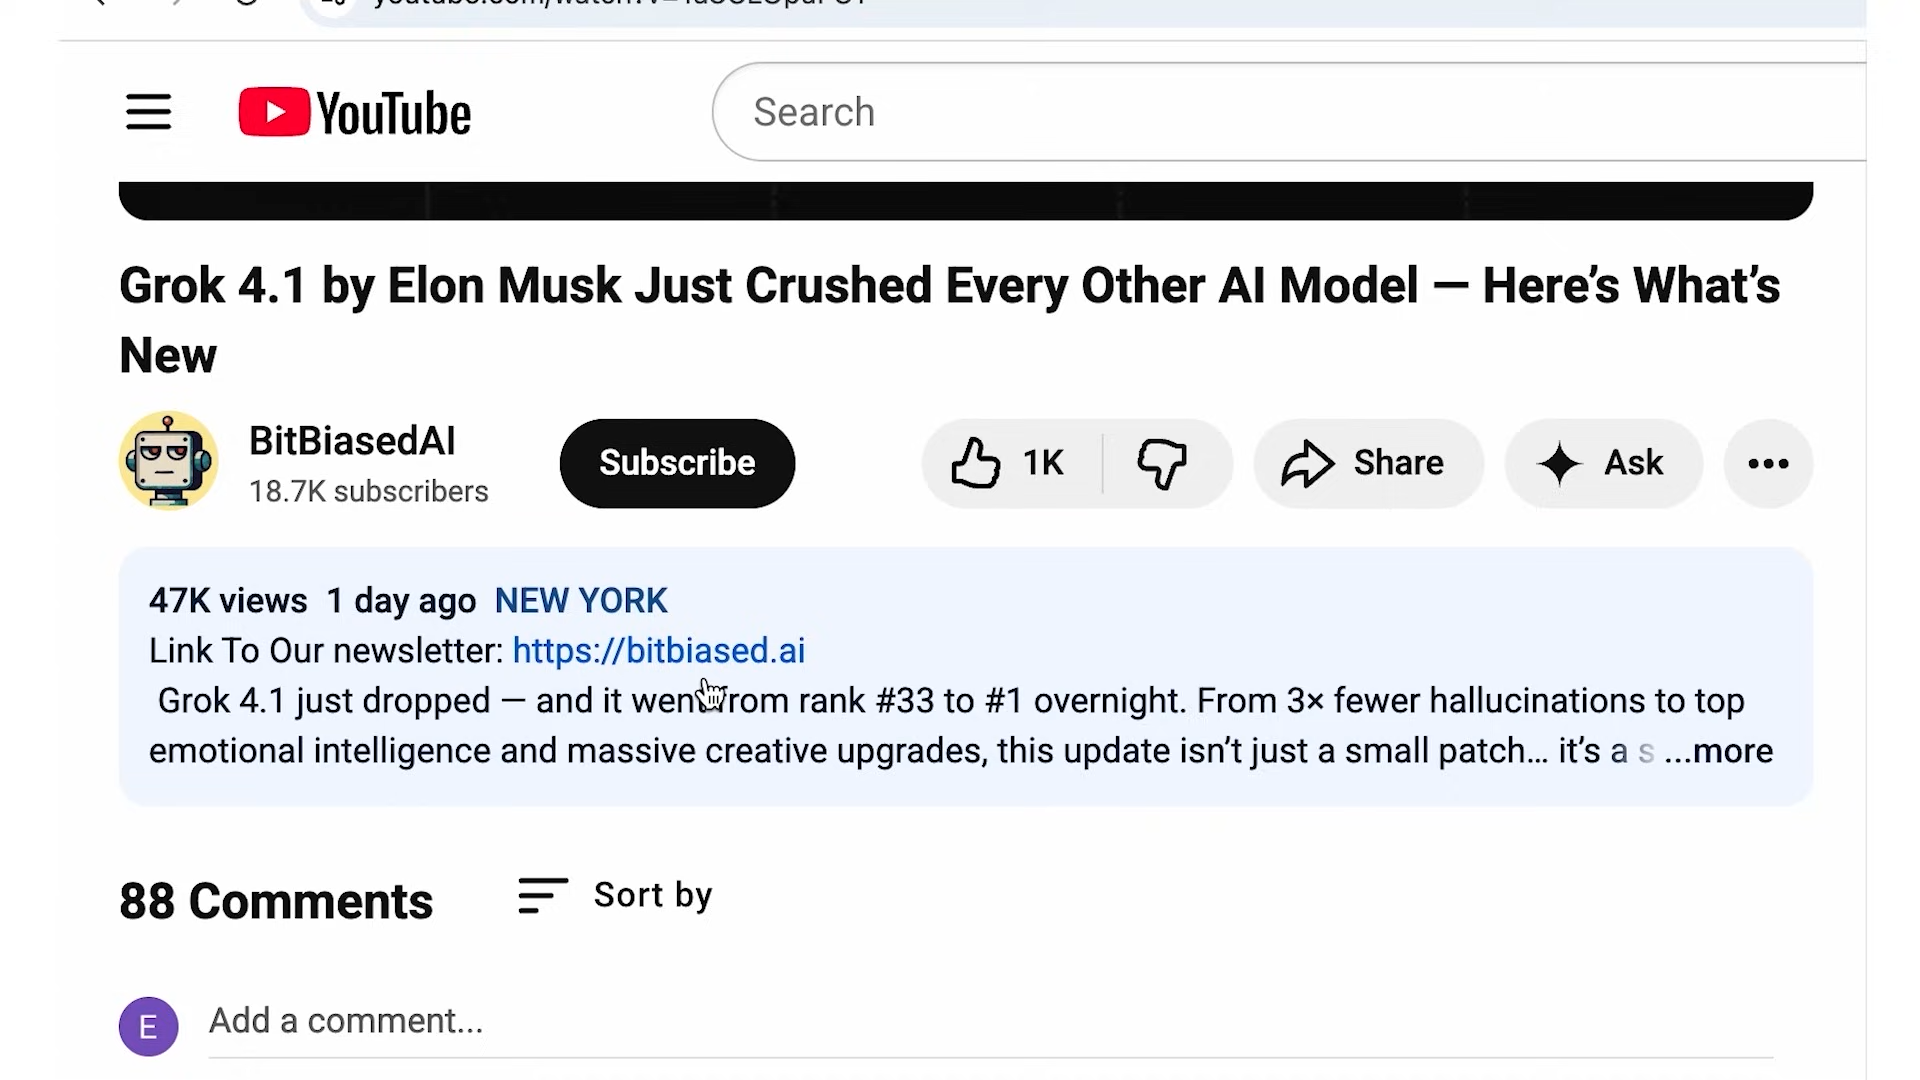 YouTube
Search
Grok 4.1 by Elon Musk Just Crushed Every Other AI Model — Here’s What’s
New
BitBiasedAI
18.7K subscribers
Subscribe
1K
Share
Ask
47K views 1 day ago NEW YORK
Link To Our newsletter: https://bitbiased.ai
Grok 4.1 just dropped — and it went from rank #33 to #1 overnight. From 3× fewer hallucinations to top
emotional intelligence and massive creative upgrades, this update isn’t just a small patch… it’s a s ...more
88 Comments
Sort by
E
Add a comment...